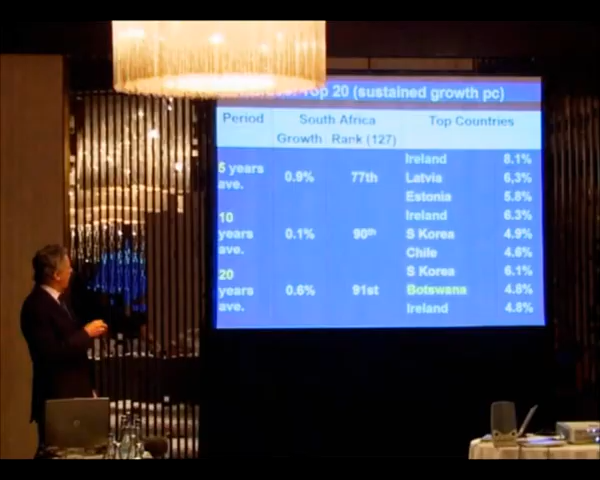 Top 20 (sustained growth pc)
Period South Africa Top Countries
Growth Rank (127)
5 years ave. 0.9% 77th Ireland 8.1%
Latvia 6,3%
Estonia 5.8%
10 years ave. 0.1% 90th Ireland 6.3%
S Korea 4.9%
Chile 4.6%
20 years ave. 0.6% 91st S Korea 6.1%
Botswana 4.8%
Ireland 4.8%